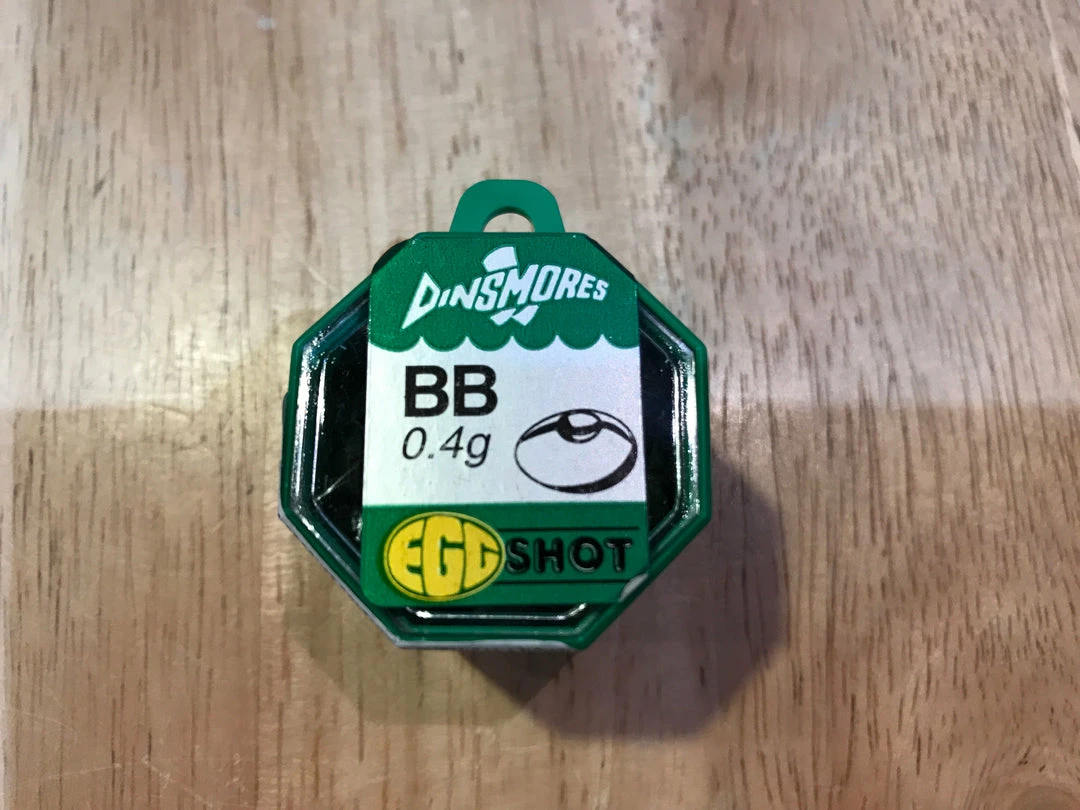 DINSMORES
BB
0.4g
EGG SHOT